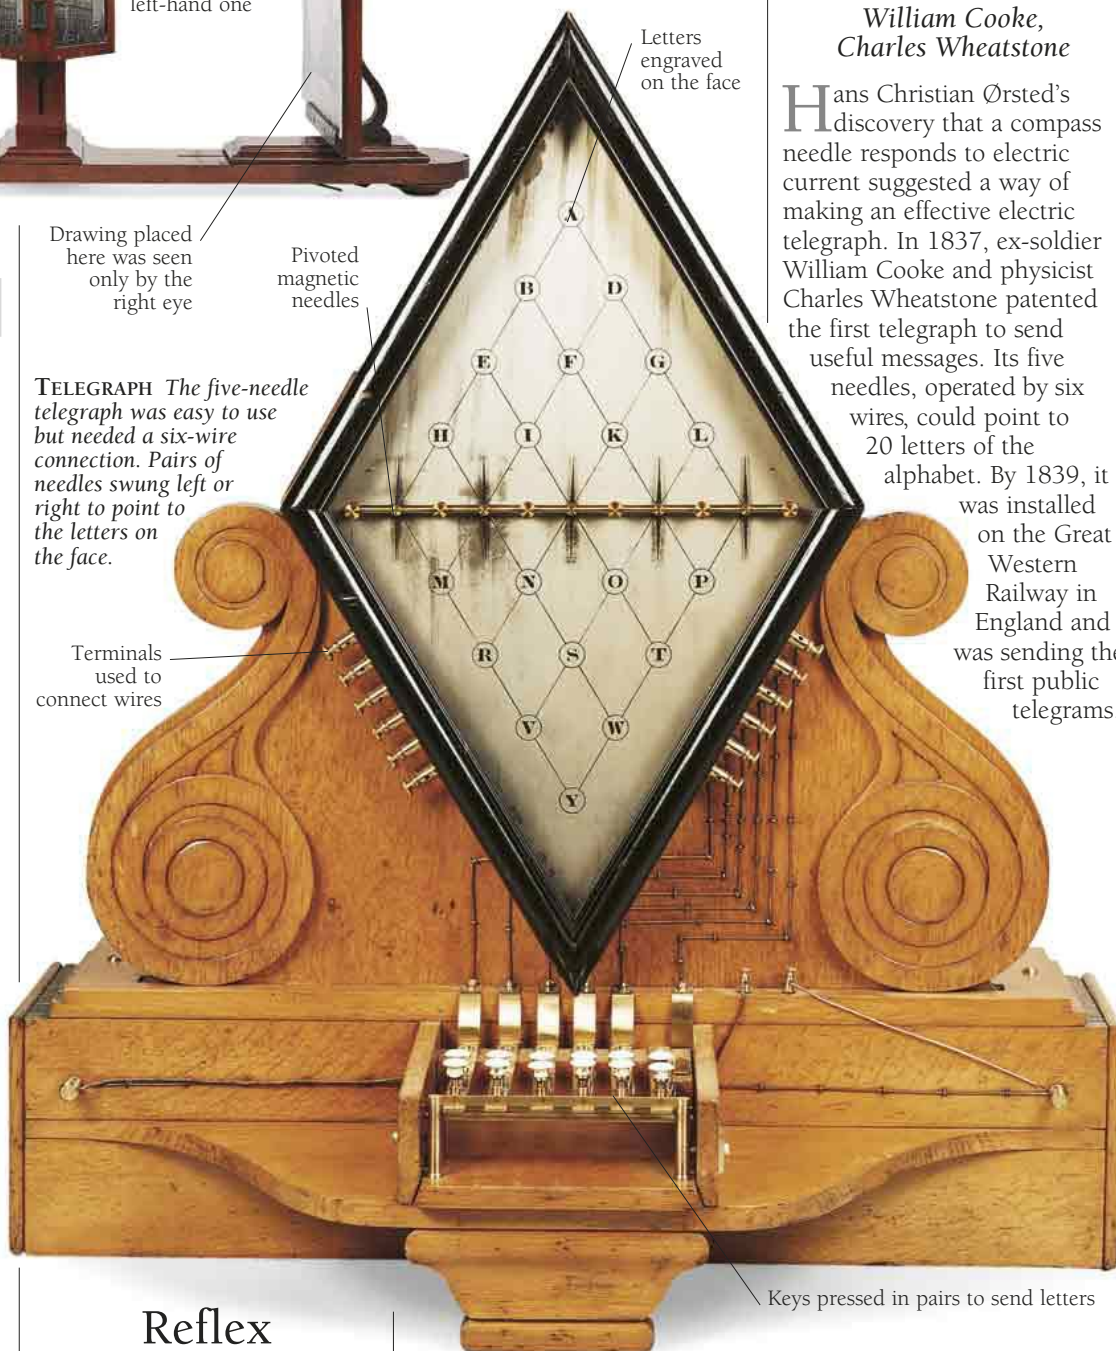 left-hand one
Drawing placed
here was seen
only by the
right eye
Pivoted
magnetic
needles
Letters
engraved
on the face
TELEGRAPH The five-needle
telegraph was easy to use
but needed a six-wire
connection. Pairs of
needles swung left or
right to point to
the letters on
the face.
Terminals
used to
connect wires
A
B D
E F G
H I K L
M N O P
R S T
V W
Y
William Cooke,
Charles Wheatstone
Hans Christian Ørsted's
discovery that a compass
needle responds to electric
current suggested a way of
making an effective electric
telegraph. In 1837, ex-soldier
William Cooke and physicist
Charles Wheatstone patented
the first telegraph to send
useful messages. Its five
needles, operated by six
wires, could point to
20 letters of the
alphabet. By 1839, it
was installed
on the Great
Western
Railway in
England and
was sending the
first public
telegrams
Keys pressed in pairs to send letters
Reflex